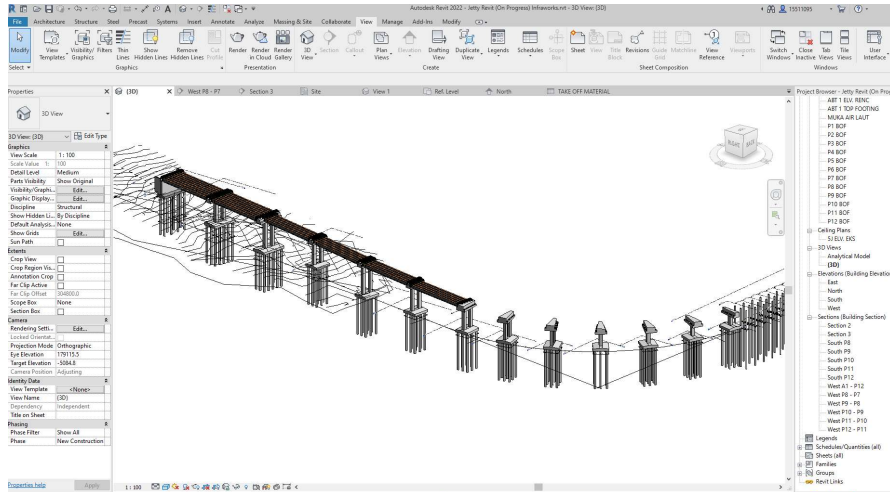 Autodesk Revit 2022 - Jetty Revit (On Progress) Infraworks.rvt - 3D View: {3D}
15511095
File Architecture Structure Steel Precast Systems Insert Annotate Analyze Massing & Site Collaborate View Manage Add-Ins Modify
Modify
View Templates
Visibility/ Graphics
Filters
Thin Lines
Show Hidden Lines
Remove Hidden Lines
Cut Profile
Render
Render in Cloud
Render Gallery
3D View
Section
Callout
Plan Views
Elevation
Drafting View
Duplicate View
Legends
Schedules
Scope Box
Sheet
View
Title Block
Revisions
Guide Grid
Matchline
View Reference
Viewports
Switch Windows
Close Inactive
Tab Views
Tile Views
User Interface
Select
Graphics
Presentation
Create
Sheet Composition
Windows
Properties
3D View
3D View: {3D}
Edit Type
Graphics
View Scale 1 : 100
Scale Value 1: 100
Detail Level Medium
Parts Visibility Show Original
Visibility/Graphi... Edit...
Graphic Display... Edit...
Discipline Structural
Show Hidden Li... By Discipline
Default Analysis... None
Show Grids Edit...
Sun Path
Extents
Crop View
Crop Region Vis...
Annotation Crop
Far Clip Active
Far Clip Offset 304800.0
Scope Box None
Section Box
Camera
Rendering Setti... Edit...
Locked Orientat...
Projection Mode Orthographic
Eye Elevation 179115.5
Target Elevation -5084.8
Camera Position Adjusting
Identity Data
View Template <None>
View Name {3D}
Dependency Independent
Title on Sheet
Phasing
Phase Filter Show All
Phase New Construction
Properties help
Apply
{3D}
West P8 - P7
Section 3
Site
View 1
Ref. Level
North
TAKE OFF MATERIAL
RIGHT
BACK
1 : 100
Project Browser - Jetty Revit (On Prog
ABT 1 ELV. RENC
ABT 1 TOP FOOTING
MUKA AIR LAUT
P1 BOF
P2 BOF
P3 BOF
P4 BOF
P5 BOF
P6 BOF
P7 BOF
P8 BOF
P9 BOF
P10 BOF
P11 BOF
P12 BOF
Ceiling Plans
SJ ELV. EKS
3D Views
Analytical Model
{3D}
Elevations (Building Elevation
East
North
South
West
Sections (Building Section)
Section 2
Section 3
South P8
South P9
South P10
South P11
South P12
West A1 - P12
West P8 - P7
West P9 - P8
West P10 - P9
West P11 - P10
West P12 - P11
Legends
Schedules/Quantities (all)
Sheets (all)
Families
Groups
Revit Links